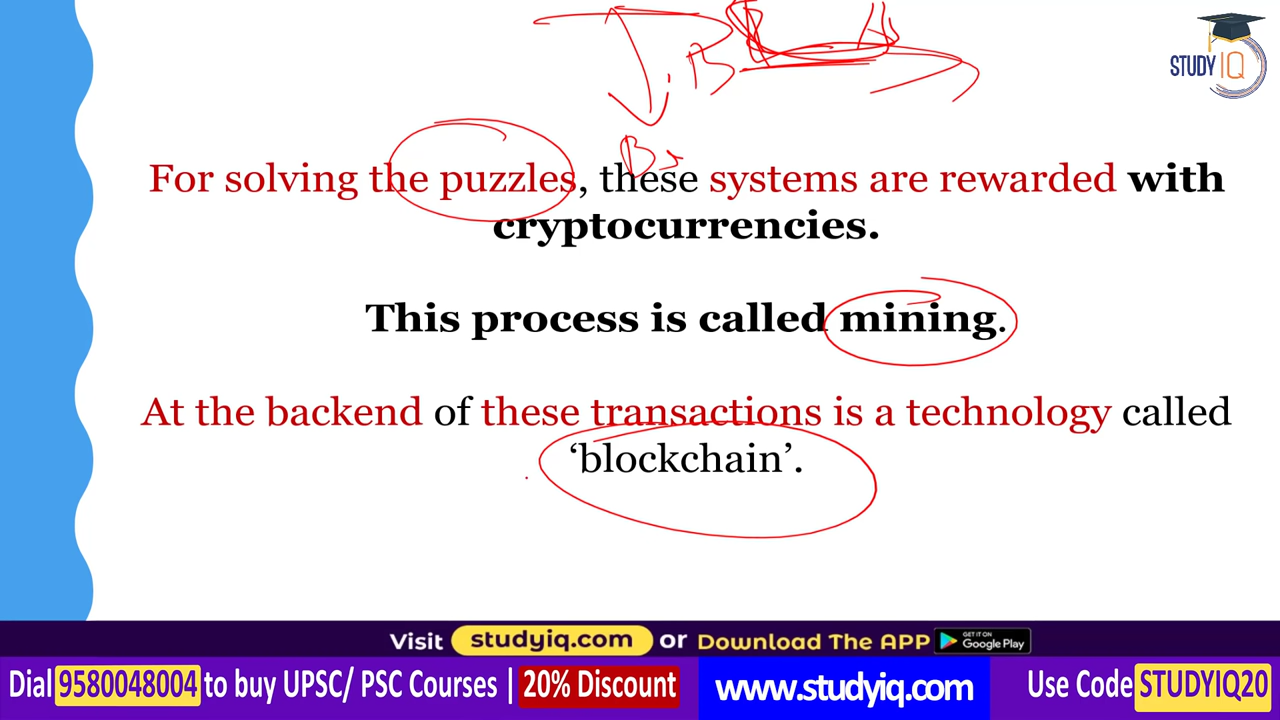 STUDY IQ
For solving the puzzles, these systems are rewarded with
cryptocurrencies.
This process is called mining.
At the backend of these transactions is a technology called
‘blockchain’.
Visit studyiq.com or Download The APP GET IT ON Google Play
Dial 9580048004 to buy UPSC/ PSC Courses | 20% Discount www.studyiq.com Use Code STUDYIQ20